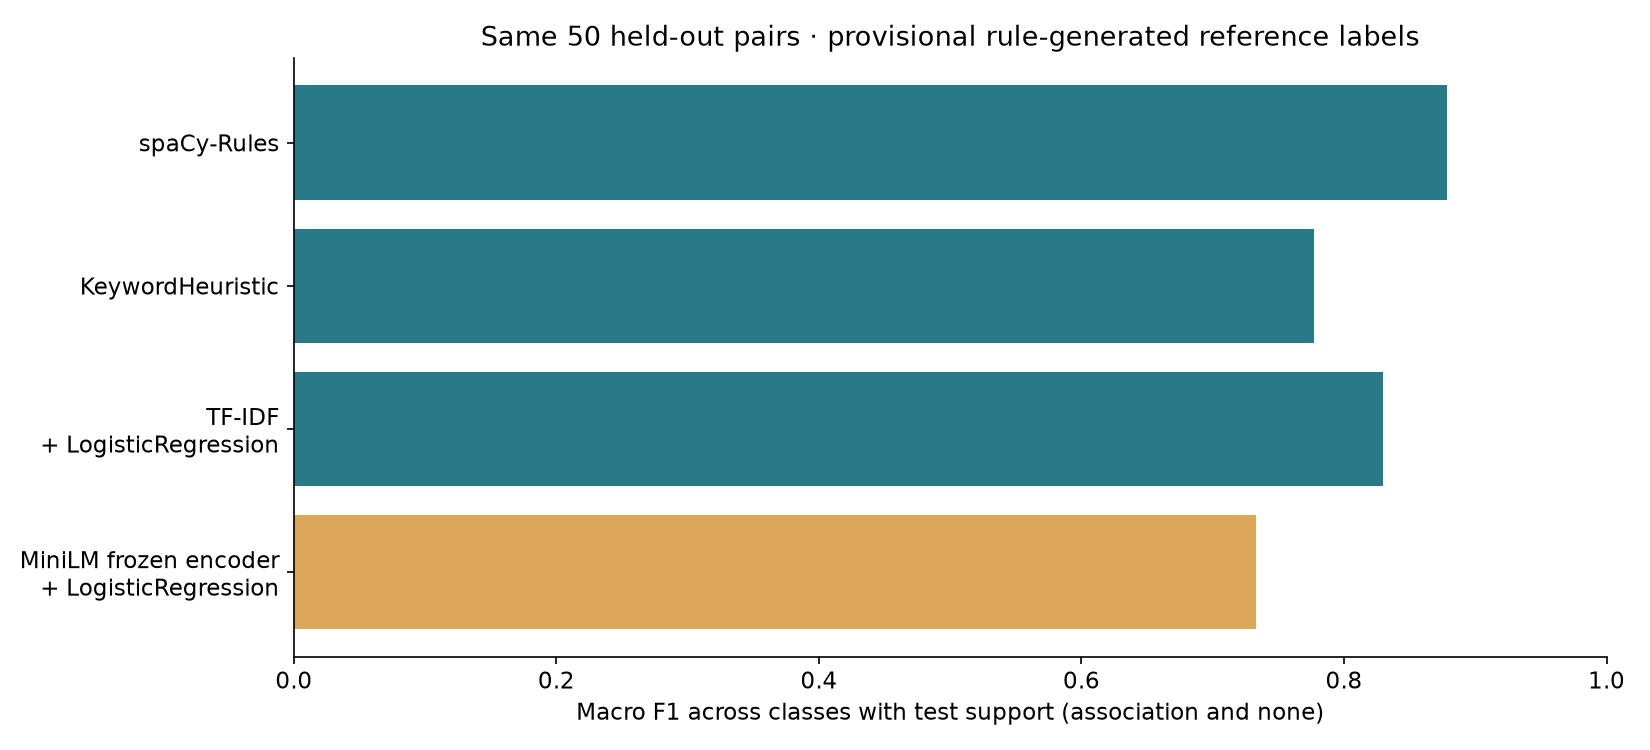 Same 50 held-out pairs · provisional rule-generated reference labels
spaCy-Rules
KeywordHeuristic
TF-IDF
+ LogisticRegression
MiniLM frozen encoder
+ LogisticRegression
0.0 0.2 0.4 0.6 0.8 1.0
Macro F1 across classes with test support (association and none)